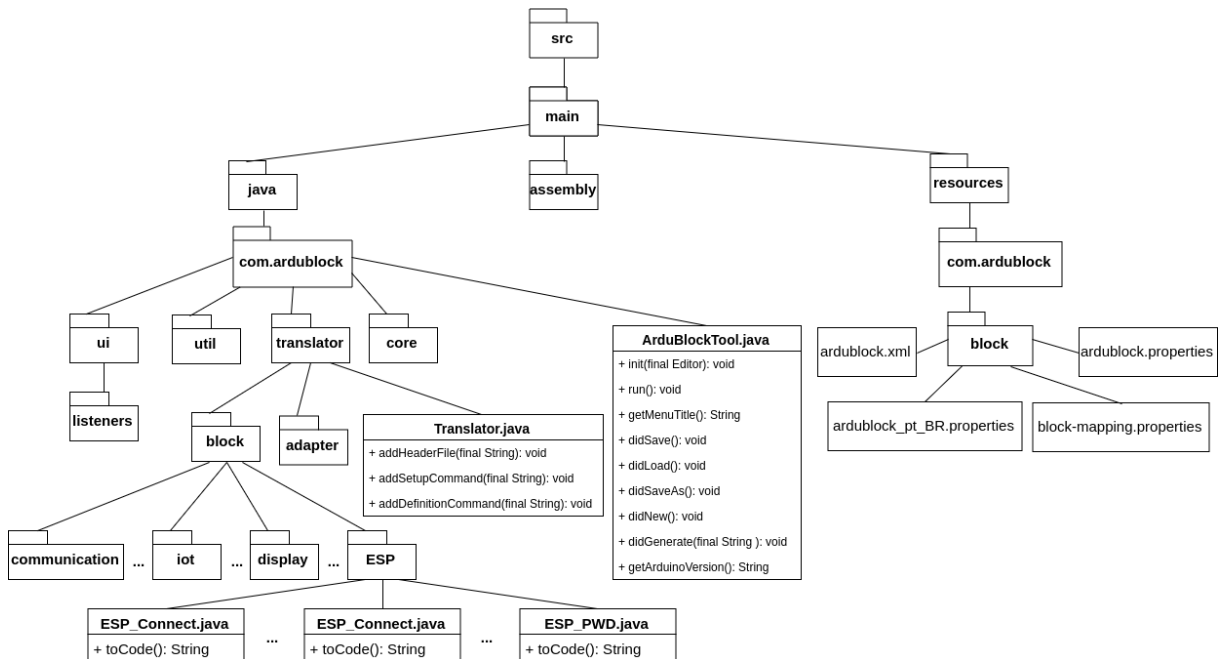 src
main
java
assembly
resources
com.ardublock
com.ardublock
ui
util
translator
core
ArduBlockTool.java
+ init(final Editor): void
+ run(): void
+ getMenuTitle(): String
+ didSave(): void
+ didLoad(): void
+ didSaveAs(): void
+ didNew(): void
+ didGenerate(final String ): void
+ getArduinoVersion(): String
ardublock.xml
block
ardublock.properties
ardublock_pt_BR.properties
block-mapping.properties
listeners
block
adapter
Translator.java
+ addHeaderFile(final String): void
+ addSetupCommand(final String): void
+ addDefinitionCommand(final String): void
communication
...
iot
...
display
...
ESP
ESP_Connect.java
+ toCode(): String
...
ESP_Connect.java
+ toCode(): String
...
ESP_PWD.java
+ toCode(): String